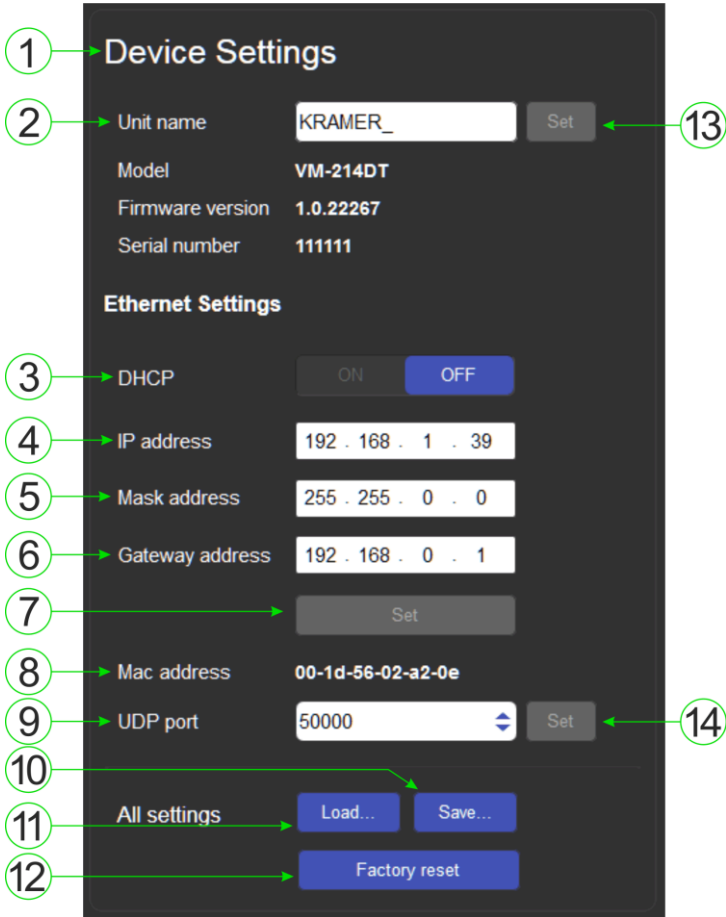 1 Device Settings
2 Unit name KRAMER_ Set 13
Model VM-214DT
Firmware version 1.0.22267
Serial number 111111
Ethernet Settings
3 DHCP ON OFF
4 IP address 192 . 168 . 1 . 39
5 Mask address 255 . 255 . 0 . 0
6 Gateway address 192 . 168 . 0 . 1
7 Set
8 Mac address 00-1d-56-02-a2-0e
9 UDP port 50000 Set 14
10
11 All settings Load... Save...
12 Factory reset